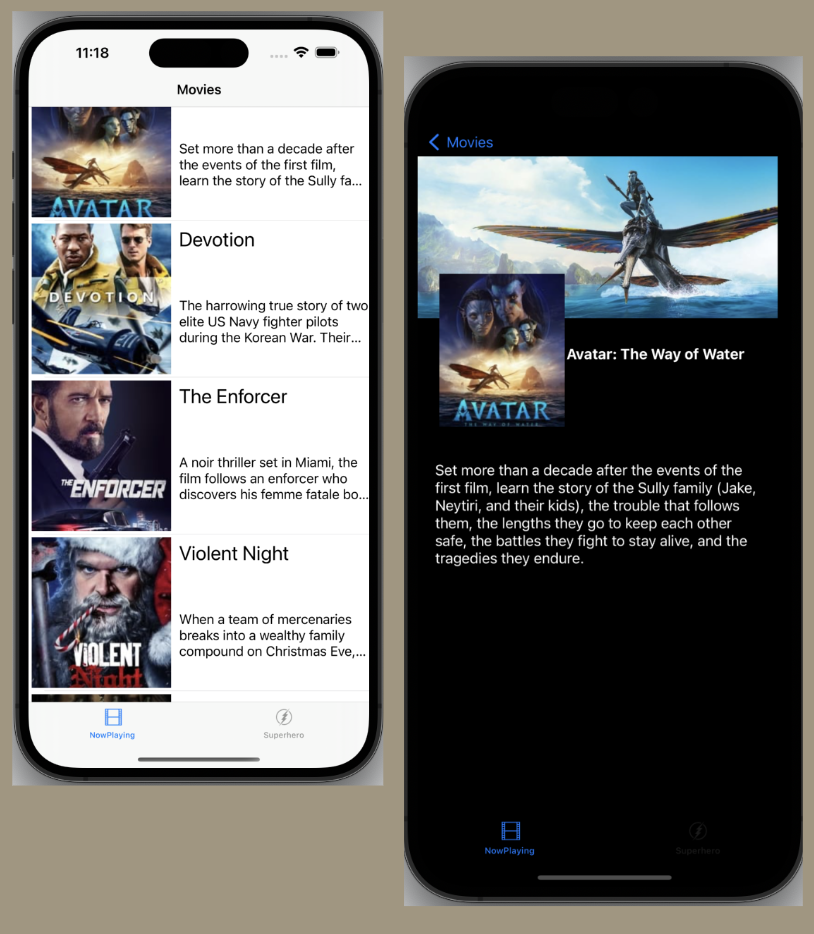 11:18
Movies
AVATAR
Set more than a decade after
the events of the first film,
learn the story of the Sully fa...
DEVOTION
Devotion
The harrowing true story of two
elite US Navy fighter pilots
during the Korean War. Their...
THE ENFORCER
The Enforcer
A noir thriller set in Miami, the
film follows an enforcer who
discovers his femme fatale bo...
VIOLENT
Night
Violent Night
When a team of mercenaries
breaks into a wealthy family
compound on Christmas Eve,...
NowPlaying
Superhero
Movies
AVATAR
THE WAY OF WATER
Avatar: The Way of Water
Set more than a decade after the events of the
first film, learn the story of the Sully family (Jake,
Neytiri, and their kids), the trouble that follows
them, the lengths they go to keep each other
safe, the battles they fight to stay alive, and the
tragedies they endure.
NowPlaying
Superhero